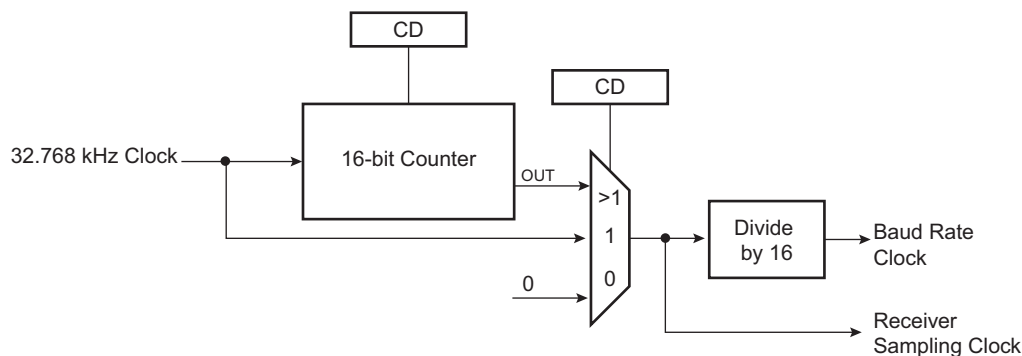 CD
CD
32.768 kHz Clock
16-bit Counter
OUT
>1
1
0
0
Divide
by 16
Baud Rate
Clock
Receiver
Sampling Clock